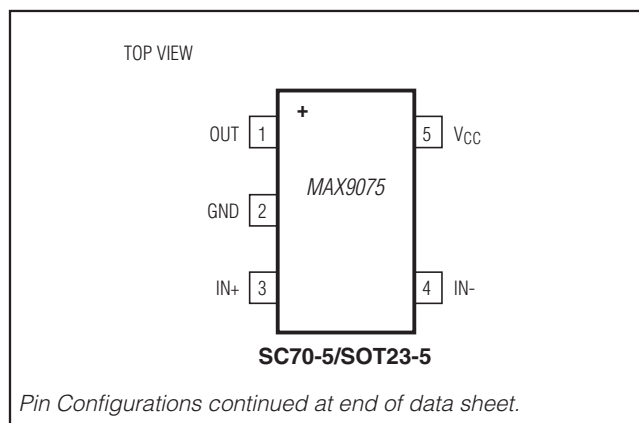 TOP VIEW
+
OUT 1 5 VCC
MAX9075
GND 2
IN+ 3 4 IN-
SC70-5/SOT23-5
Pin Configurations continued at end of data sheet.